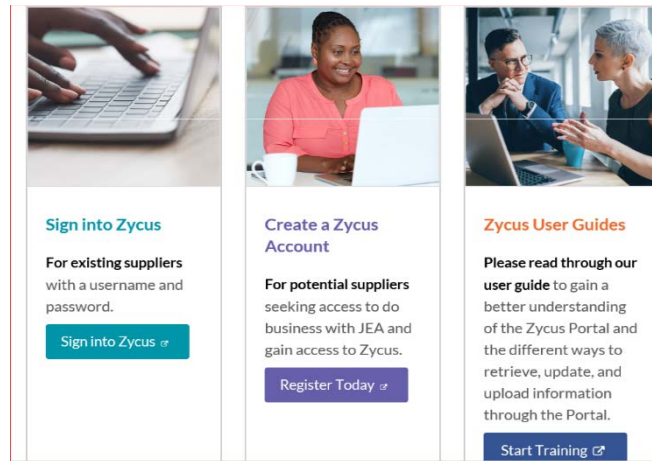 Sign into Zycus
For existing suppliers
with a username and
password.
Sign into Zycus
Create a Zycus
Account
For potential suppliers
seeking access to do
business with JEA and
gain access to Zycus.
Register Today
Zycus User Guides
Please read through our
user guide to gain a
better understanding
of the Zycus Portal and
the different ways to
retrieve, update, and
upload information
through the Portal.
Start Training